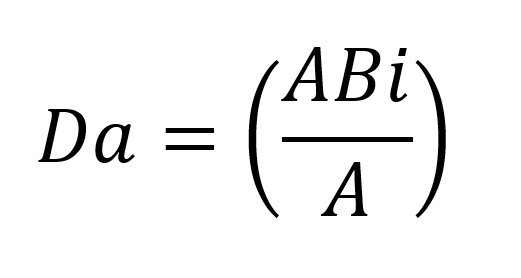 Da = (ABi / A)